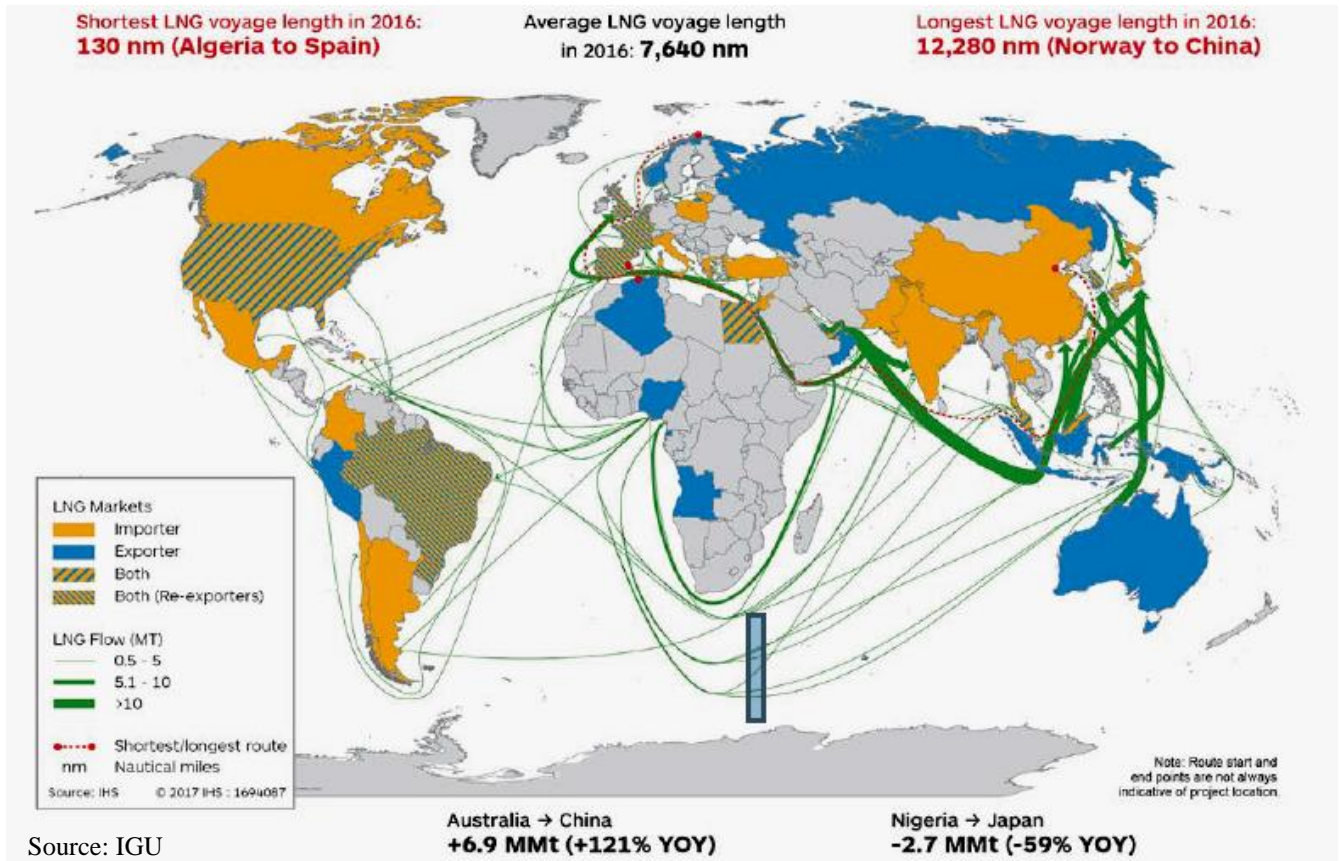 Shortest LNG voyage length in 2016:
130 nm (Algeria to Spain)
Average LNG voyage length
in 2016: 7,640 nm
Longest LNG voyage length in 2016:
12,280 nm (Norway to China)
LNG Markets
Importer
Exporter
Both
Both (Re-exporters)
LNG Flow (MT)
0.5 - 5
5.1 - 10
>10
Shortest/longest route
nm Nautical miles
Source: IHS © 2017 IHS : 1694087
Note: Route start and
end points are not always
indicative of project location.
Source: IGU
Australia → China
+6.9 MMt (+121% YOY)
Nigeria → Japan
-2.7 MMt (-59% YOY)